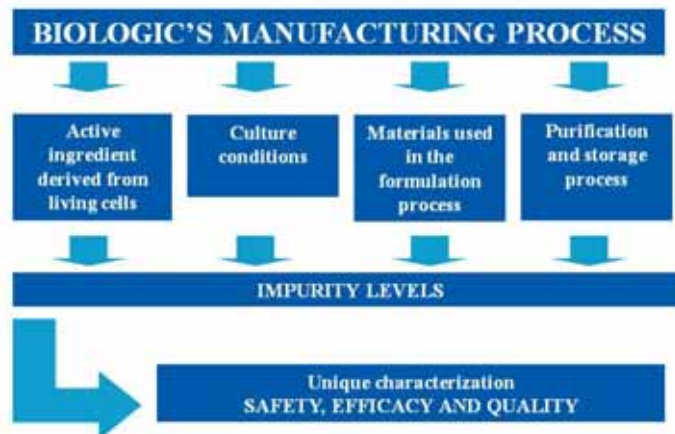 BIOLOGIC’S MANUFACTURING PROCESS
Active
ingredient
derived from
living cells
Culture
conditions
Materials used
in the
formulation
process
Purification
and storage
process
IMPURITY LEVELS
Unique characterization
SAFETY, EFFICACY AND QUALITY